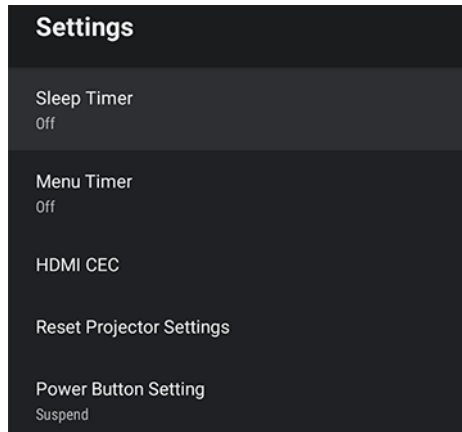 Settings
Sleep Timer
Off
Menu Timer
Off
HDMI CEC
Reset Projector Settings
Power Button Setting
Suspend